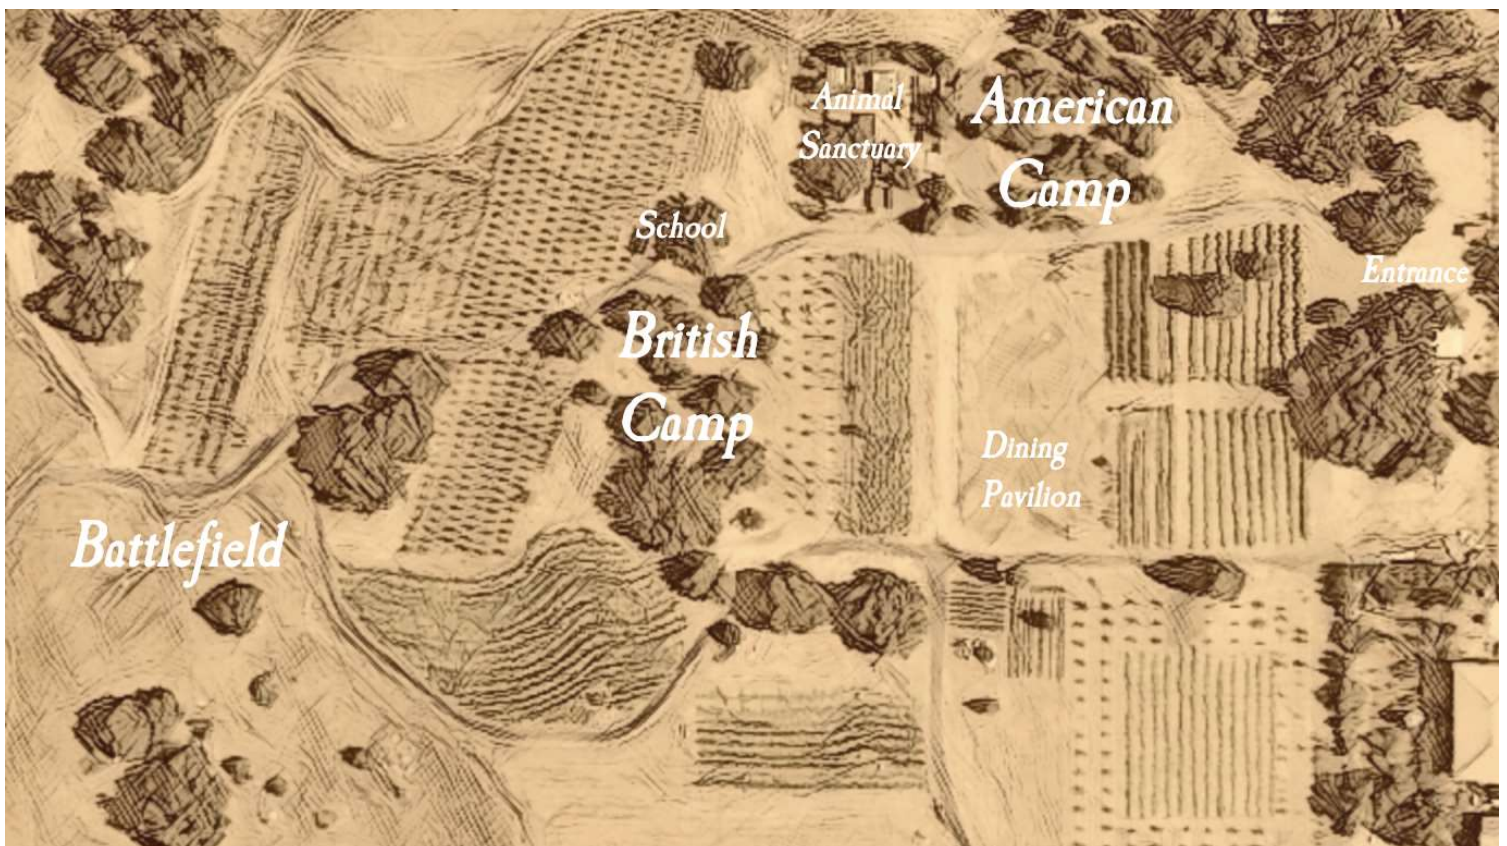 Animal
Sanctuary
American
Camp
School
Entrance
British
Camp
Dining
Pavilion
Battlefield